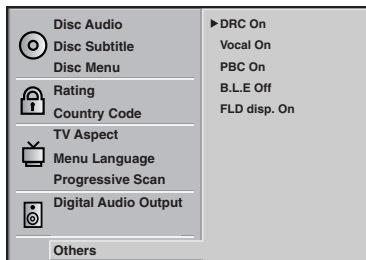 Disc Audio
Disc Subtitle
Disc Menu
Rating
Country Code
TV Aspect
Menu Language
Progressive Scan
Digital Audio Output
Others
DRC On
Vocal On
PBC On
B.L.E Off
FLD disp. On